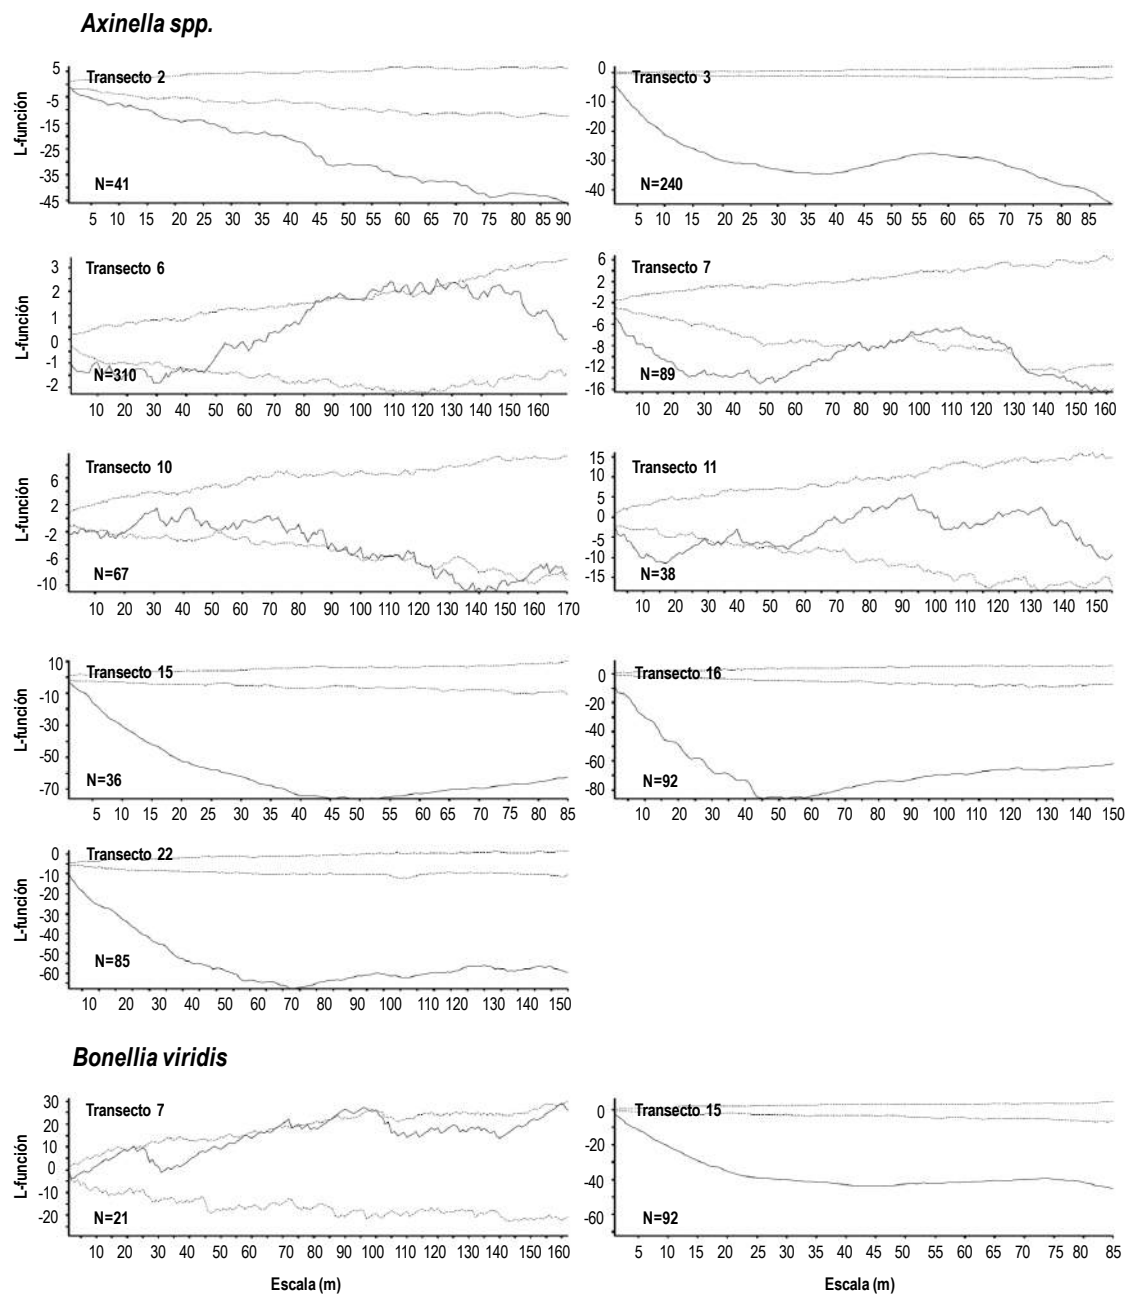 Axinella spp.
L-función
5
-5
-15
-25
-35
-45
Transecto 2
N=41
5 10 15 20 25 30 35 40 45 50 55 60 65 70 75 80 85 90
0
-10
-20
-30
-40
Transecto 3
N=240
5 10 15 20 25 30 35 40 45 50 55 60 65 70 75 80 85
L-función
3
2
1
0
-1
-2
Transecto 6
N=310
10 20 30 40 50 60 70 80 90 100 110 120 130 140 150 160
6
2
-2
-6
-8
-12
-16
Transecto 7
N=89
10 20 30 40 50 60 70 80 90 100 110 120 130 140 150 160
L-función
6
2
-2
-6
-10
Transecto 10
N=67
10 20 30 40 50 60 70 80 90 100 110 120 130 140 150 160 170
15
10
5
0
-5
-10
-15
Transecto 11
N=38
10 20 30 40 50 60 70 80 90 100 110 120 130 140 150
L-función
10
-10
-30
-50
-70
Transecto 15
N=36
5 10 15 20 25 30 35 40 45 50 55 60 65 70 75 80 85
0
-20
-40
-60
-80
Transecto 16
N=92
10 20 30 40 50 60 70 80 90 100 110 120 130 140 150
L-función
0
-10
-20
-30
-40
-50
-60
Transecto 22
N=85
10 20 30 40 50 60 70 80 90 100 110 120 130 140 150
Bonellia viridis
L-función
30
20
10
0
-10
-20
Transecto 7
N=21
10 20 30 40 50 60 70 80 90 100 110 120 130 140 150 160
Escala (m)
0
-20
-40
-60
Transecto 15
N=92
5 10 15 20 25 30 35 40 45 50 55 60 65 70 75 80 85
Escala (m)